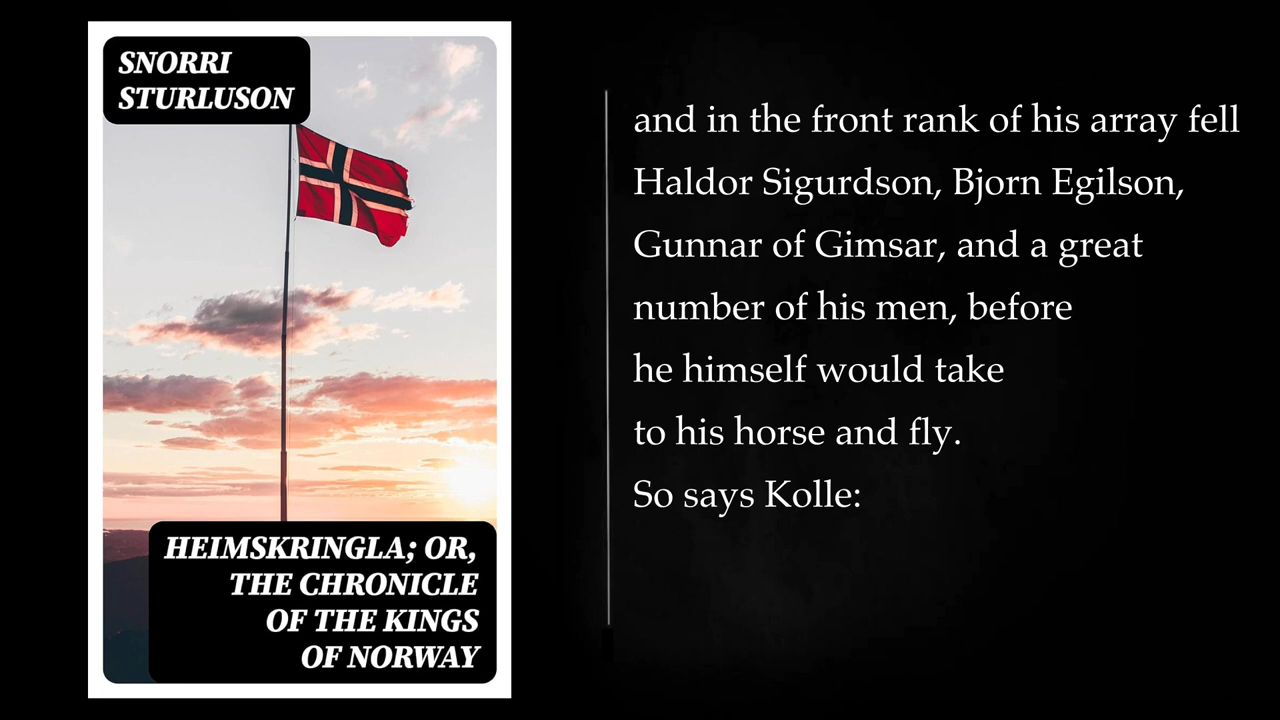 SNORRI
STURLUSON
HEIMSKRINGLA; OR,
THE CHRONICLE
OF THE KINGS
OF NORWAY
and in the front rank of his array fell
Haldor Sigurdson, Bjorn Egilson,
Gunnar of Gimsar, and a great
number of his men, before
he himself would take
to his horse and fly.
So says Kolle: